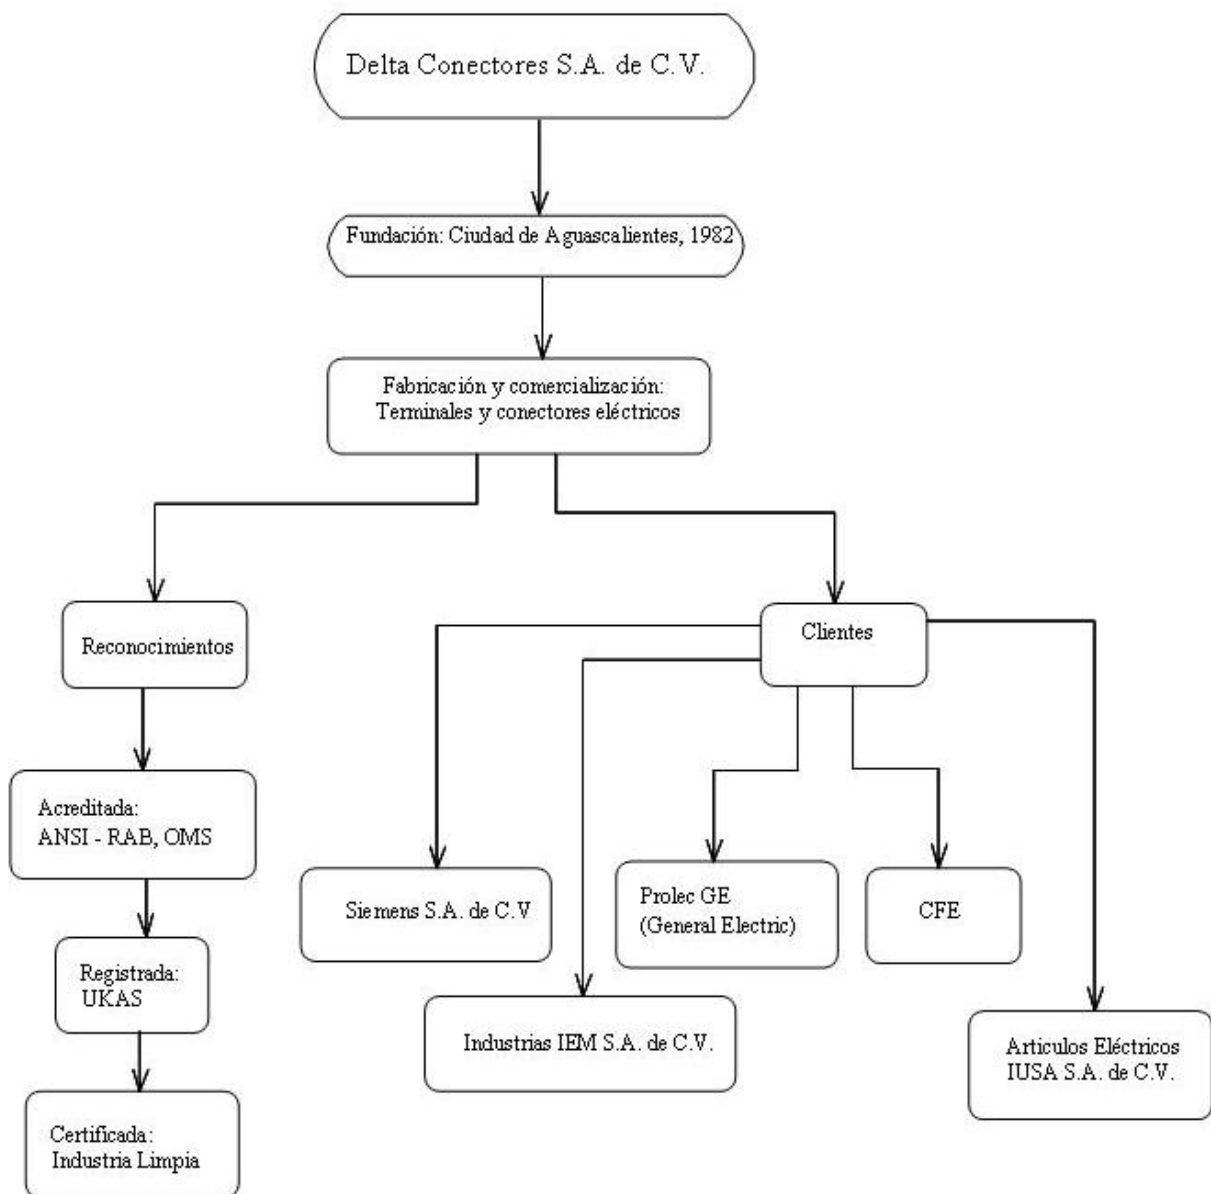 Delta Conectores S.A. de C.V.
Fundación: Ciudad de Aguascalientes, 1982
Fabricación y comercialización:
Terminales y conectores eléctricos
Reconocimientos
Clientes
Acreditada:
ANSI - RAB, OMS
Siemens S.A. de C.V
Prolec GE
(General Electric)
CFE
Registrada:
UKAS
Industrias IEM S.A. de C.V.
Articulos Eléctricos
IUSA S.A. de C.V.
Certificada:
Industria Limpia